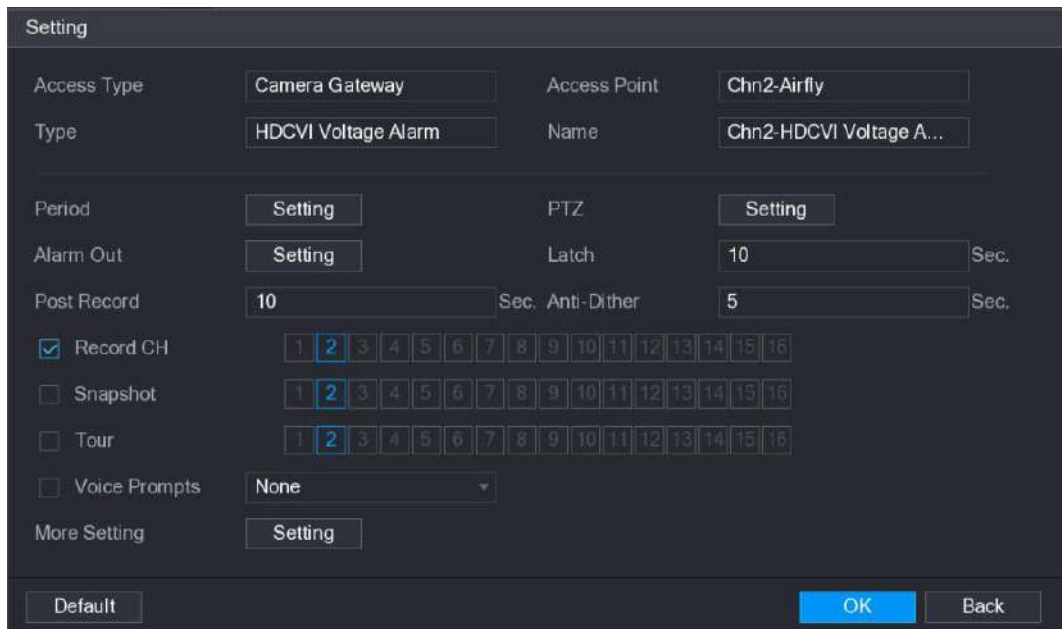 Setting
Access Type Camera Gateway Access Point Chn2-Airfly
Type HDCVI Voltage Alarm Name Chn2-HDCVI Voltage A...
Period Setting PTZ Setting
Alarm Out Setting Latch 10 Sec.
Post Record 10 Sec. Anti-Dither 5 Sec.
Record CH 1 2 3 4 5 6 7 8 9 10 11 12 13 14 15 16
Snapshot 1 2 3 4 5 6 7 8 9 10 11 12 13 14 15 16
Tour 1 2 3 4 5 6 7 8 9 10 11 12 13 14 15 16
Voice Prompts None
More Setting Setting
Default OK Back